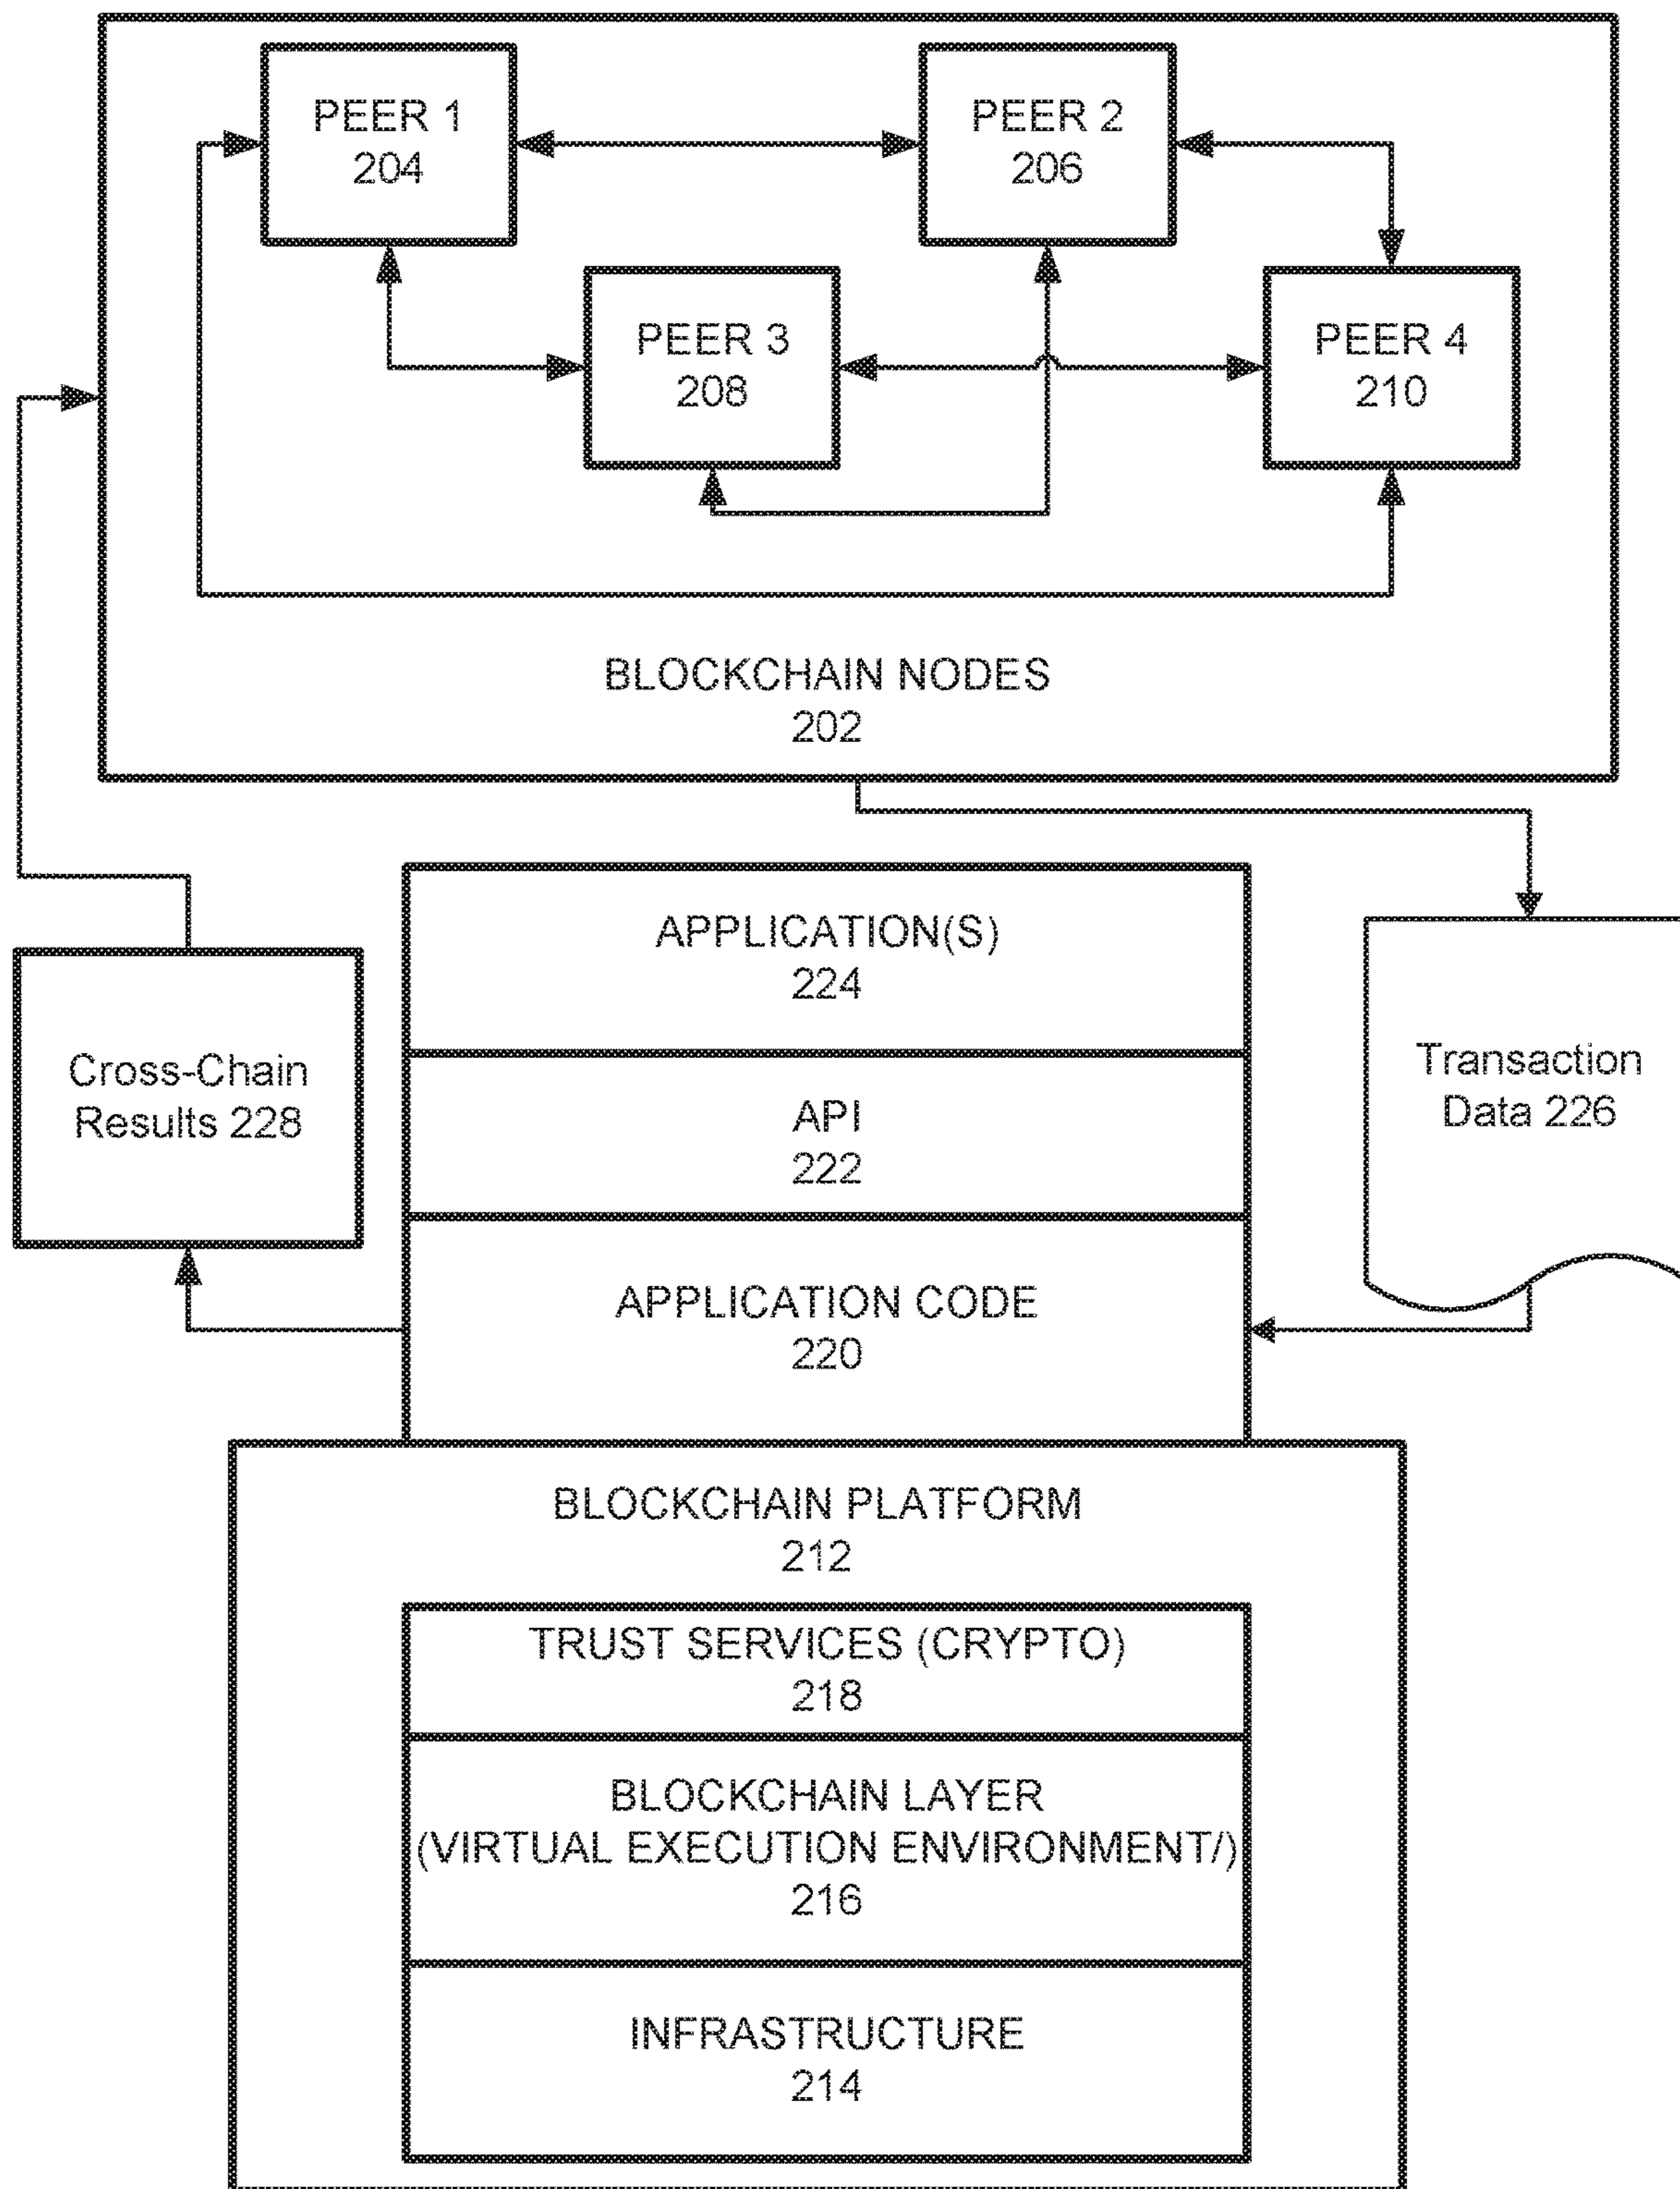 PEER 1
204
PEER 2
206
PEER 3
208
PEER 4
210
BLOCKCHAIN NODES
202
APPLICATION(S)
224
API
222
APPLICATION CODE
220
Cross-Chain
Results 228
Transaction
Data 226
BLOCKCHAIN PLATFORM
212
TRUST SERVICES (CRYPTO)
218
BLOCKCHAIN LAYER
(VIRTUAL EXECUTION ENVIRONMENT/)
216
INFRASTRUCTURE
214